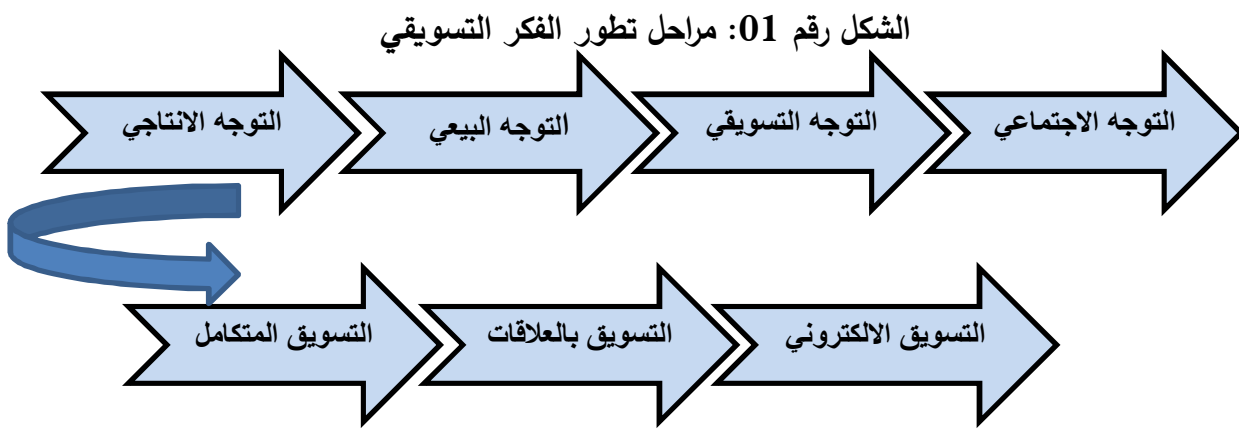 الشكل رقم 01: مراحل تطور الفكر التسويقي
التوجه الانتاجي
التوجه البيعي
التوجه التسويقي
التوجه الاجتماعي
التسويق المتكامل
التسويق بالعلاقات
التسويق الالكتروني